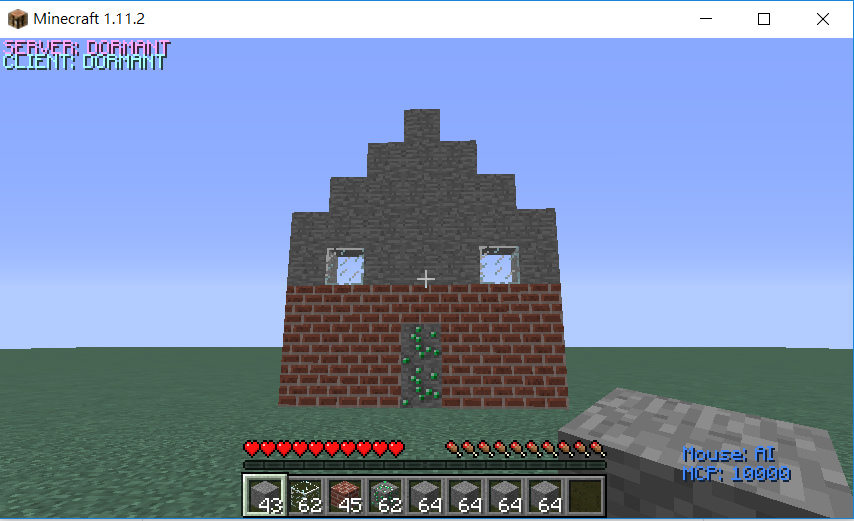 Minecraft 1.11.2
SERVER: DORMANT
CLIENT: DORMANT
Mouse: AI
MCP: 10000
43 62 45 62 64 64 64 64